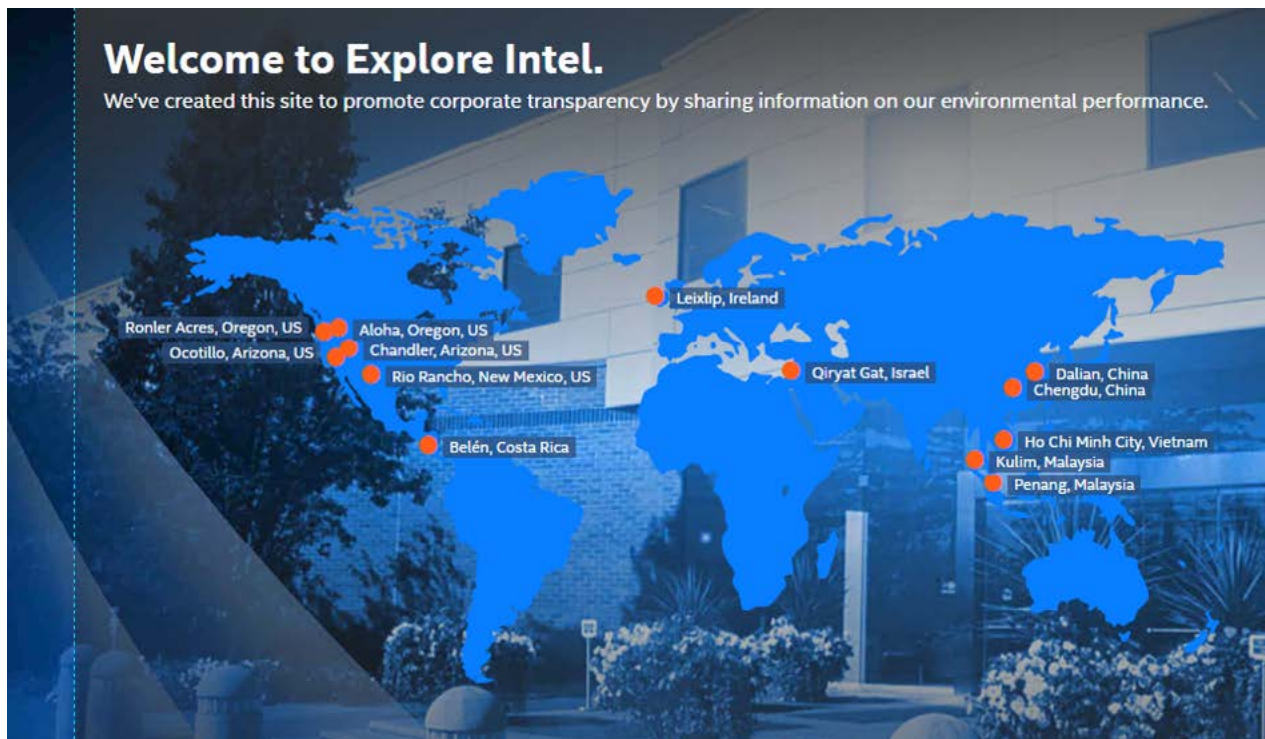 Welcome to Explore Intel.
We've created this site to promote corporate transparency by sharing information on our environmental performance.
Leixlip, Ireland
Ronler Acres, Oregon, US
Aloha, Oregon, US
Ocotillo, Arizona, US
Chandler, Arizona, US
Rio Rancho, New Mexico, US
Qiryat Gat, Israel
Dalian, China
Chengdu, China
Belén, Costa Rica
Ho Chi Minh City, Vietnam
Kulim, Malaysia
Penang, Malaysia